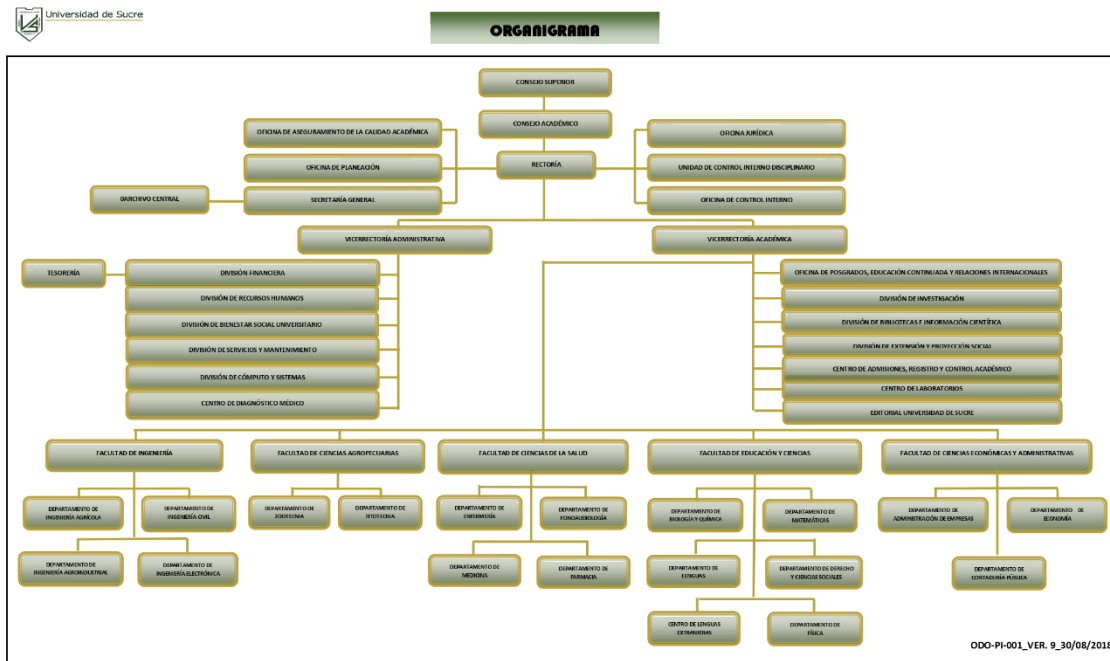 Universidad de Sucre
ORGANIGRAMA
CONSEJO SUPERIOR
CONSEJO ACADÉMICO
OFICINA DE ASEGURAMIENTO DE LA CALIDAD ACADÉMICA
OFICINA JURÍDICA
RECTORÍA
OFICINA DE PLANEACIÓN
UNIDAD DE CONTROL INTERNO DISCIPLINARIO
0ARCHIVO CENTRAL
SECRETARÍA GENERAL
OFICINA DE CONTROL INTERNO
VICERRECTORÍA ADMINISTRATIVA
VICERRECTORÍA ACADÉMICA
TESORERÍA
DIVISIÓN FINANCIERA
DIVISIÓN DE RECURSOS HUMANOS
DIVISIÓN DE BIENESTAR SOCIAL UNIVERSITARIO
DIVISIÓN DE SERVICIOS Y MANTENIMIENTO
DIVISIÓN DE CÓMPUTO Y SISTEMAS
CENTRO DE DIAGNÓSTICO MÉDICO
OFICINA DE POSGRADOS, EDUCACIÓN CONTINUADA Y RELACIONES INTERNACIONALES
DIVISIÓN DE INVESTIGACIÓN
DIVISIÓN DE BIBLIOTECAS E INFORMACIÓN CIENTÍFICA
DIVISIÓN DE EXTENSIÓN Y PROYECCIÓN SOCIAL
CENTRO DE ADMISIONES, REGISTRO Y CONTROL ACADÉMICO
CENTRO DE LABORATORIOS
EDITORIAL UNIVERSIDAD DE SUCRE
FACULTAD DE INGENIERÍA
FACULTAD DE CIENCIAS AGROPECUARIAS
FACULTAD DE CIENCIAS DE LA SALUD
FACULTAD DE EDUCACIÓN Y CIENCIAS
FACULTAD DE CIENCIAS ECONÓMICAS Y ADMINISTRATIVAS
DEPARTAMENTO DE
INGENIERÍA AGRÍCOLA
DEPARTAMENTO DE
INGENIERÍA CIVIL
DEPARTAMENTO DE
INGENIERÍA AGROINDUSTRIAL
DEPARTAMENTO DE
INGENIERÍA ELECTRÓNICA
DEPARTAMENTO DE
ZOOTECNIA
DEPARTAMENTO DE
FITOTECNIA
DEPARTAMENTO DE
ENFERMERÍA
DEPARTAMENTO DE
FONOAUDIOLOGÍA
DEPARTAMENTO DE
MEDICINA
DEPARTAMENTO DE
FARMACIA
DEPARTAMENTO DE
BIOLOGÍA Y QUÍMICA
DEPARTAMENTO DE
MATEMÁTICAS
DEPARTAMENTO DE
LENGUAS
DEPARTAMENTO DE DERECHO
Y CIENCIAS SOCIALES
CENTRO DE LENGUAS
EXTRANJERAS
DEPARTAMENTO DE
FÍSICA
DEPARTAMENTO DE
ADMINISTRACIÓN DE EMPRESAS
DEPARTAMENTO DE
ECONOMÍA
DEPARTAMENTO DE
CONTADURÍA PÚBLICA
ODO-PI-001_VER. 9_30/08/2018